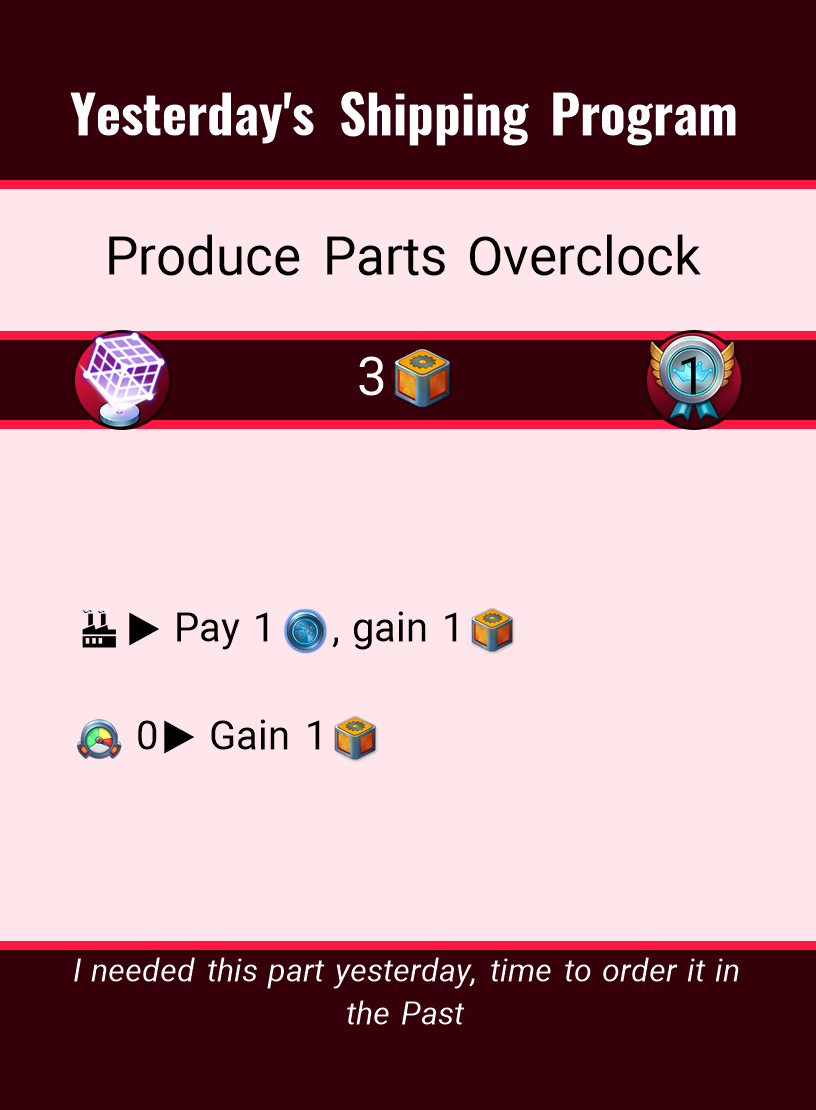 Yesterday's Shipping Program
Produce Parts Overclock
3
1
Pay 1 , gain 1
0 Gain 1
I needed this part yesterday, time to order it in
the Past